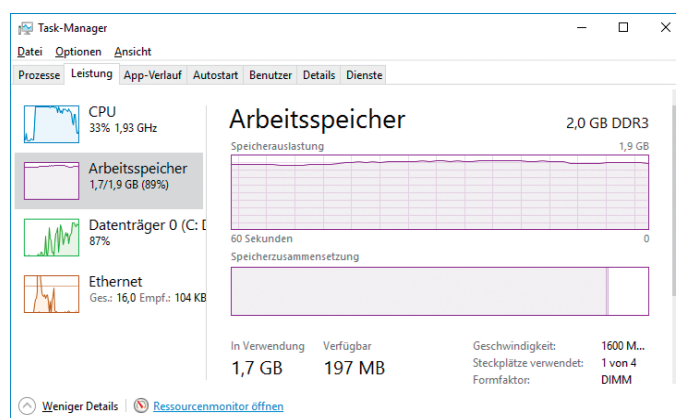 Task-Manager
Datei Optionen Ansicht
Prozesse Leistung App-Verlauf Autostart Benutzer Details Dienste
CPU
33% 1,93 GHz
Arbeitsspeicher
1,7/1,9 GB (89%)
Datenträger 0 (C:
87%
Ethernet
Ges.: 16,0 Empf.: 104 KB
Arbeitsspeicher 2,0 GB DDR3
Speicherauslastung 1,9 GB
60 Sekunden 0
Speicherzusammensetzung
In Verwendung Verfügbar
1,7 GB 197 MB
Geschwindigkeit: 1600 M...
Steckplätze verwendet: 1 von 4
Formfaktor: DIMM
Weniger Details Ressourcenmonitor öffnen